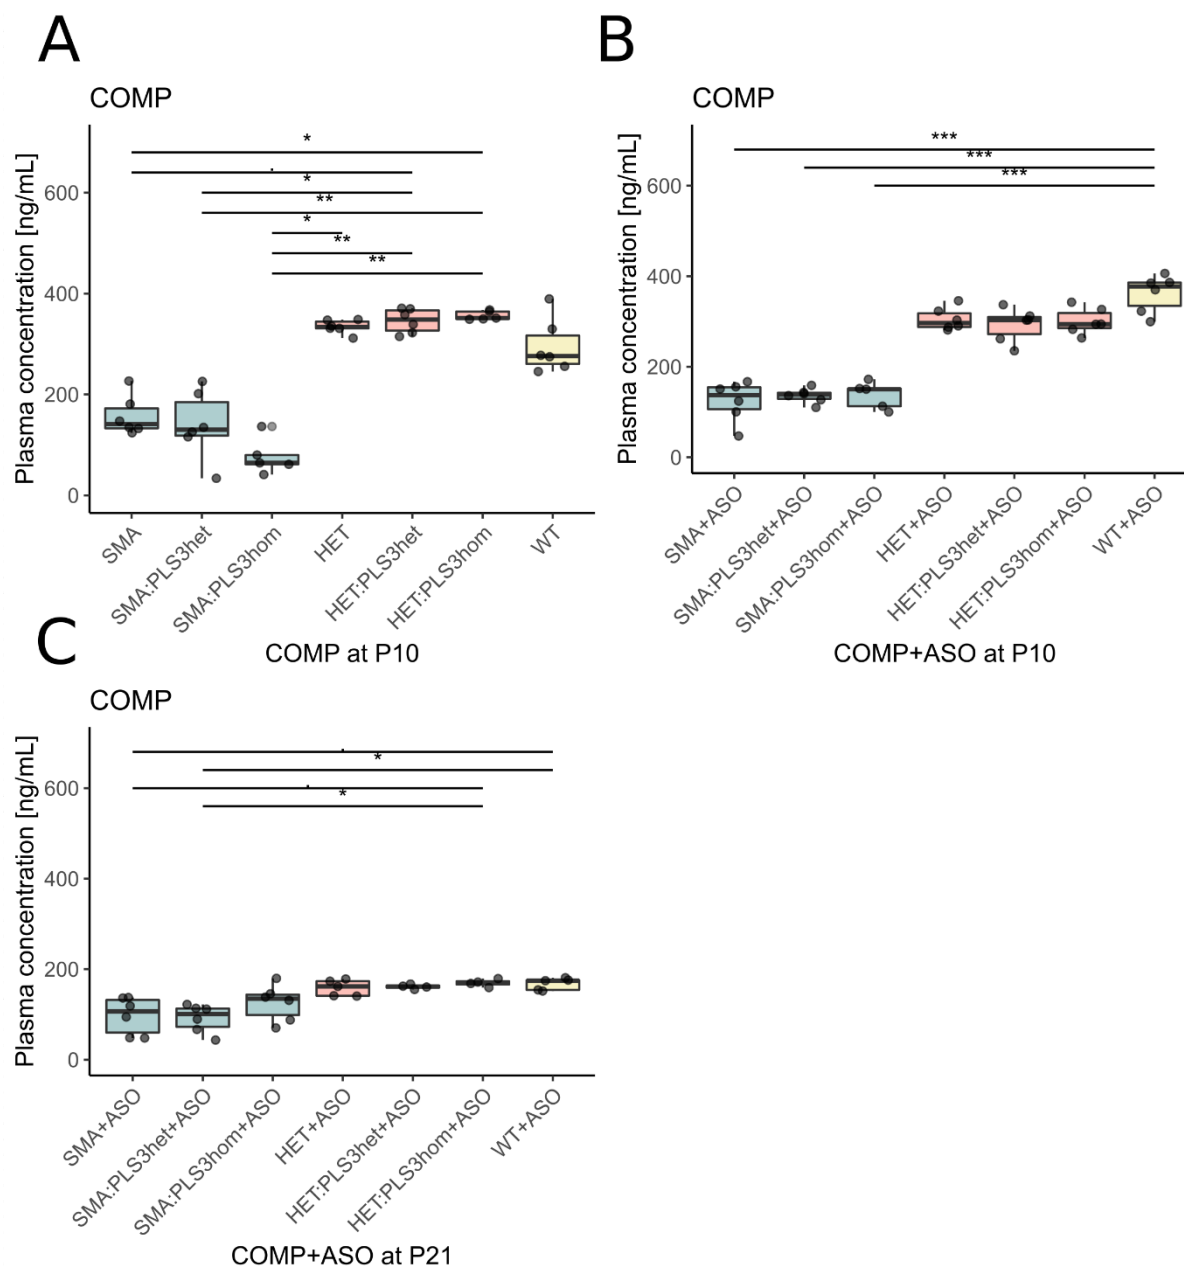 A
COMP
Plasma concentration [ng/mL]
600
400
200
0
*
.
*
**
*
**
**
SMA
SMA:PLS3het
SMA:PLS3hom
HET
HET:PLS3het
HET:PLS3hom
WT
COMP at P10
B
COMP
Plasma concentration [ng/mL]
600
400
200
0
***
***
***
SMA+ASO
SMA:PLS3het+ASO
SMA:PLS3hom+ASO
HET+ASO
HET:PLS3het+ASO
HET:PLS3hom+ASO
WT+ASO
COMP+ASO at P10
C
COMP
Plasma concentration [ng/mL]
600
400
200
0
.
*
.
*
SMA+ASO
SMA:PLS3het+ASO
SMA:PLS3hom+ASO
HET+ASO
HET:PLS3het+ASO
HET:PLS3hom+ASO
WT+ASO
COMP+ASO at P21